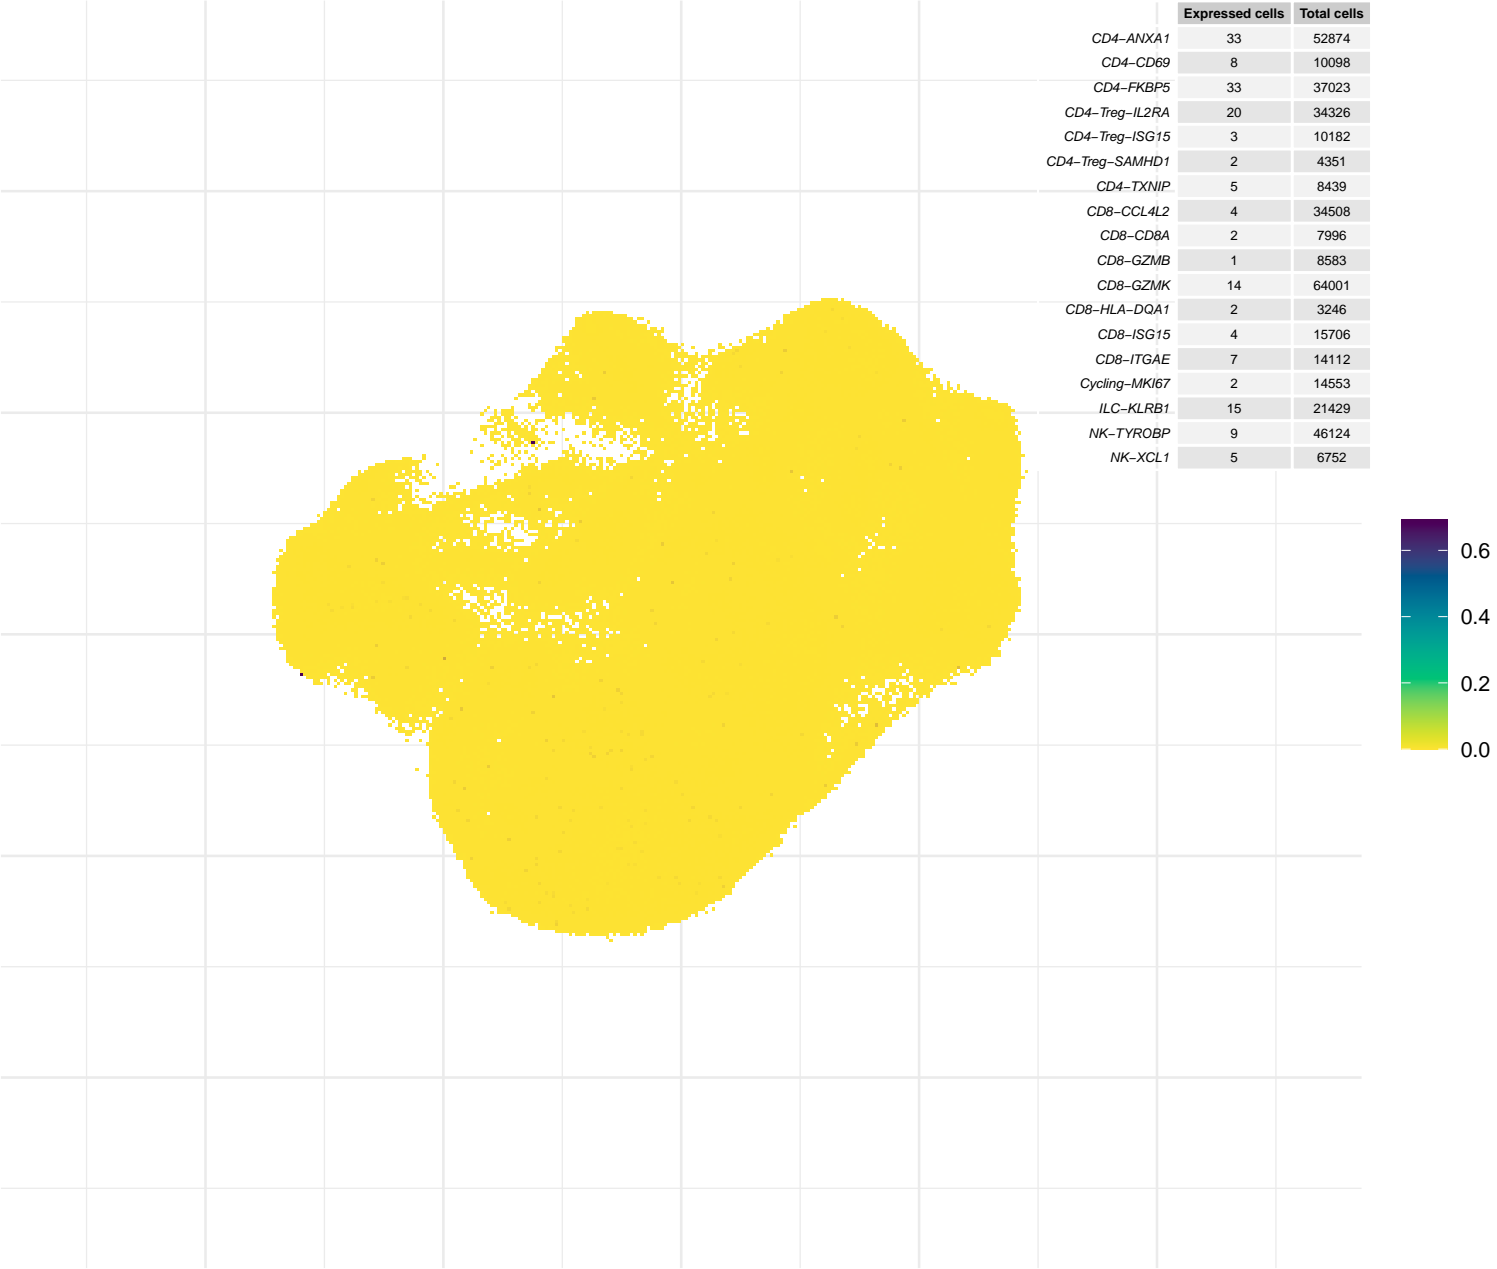 Expressed cells Total cells
CD4−ANXA1 33 52874
CD4−CD69 8 10098
CD4−FKBP5 33 37023
CD4−Treg−IL2RA 20 34326
CD4−Treg−ISG15 3 10182
CD4−Treg−SAMHD1 2 4351
CD4−TXNIP 5 8439
CD8−CCL4L2 4 34508
CD8−CD8A 2 7996
CD8−GZMB 1 8583
CD8−GZMK 14 64001
CD8−HLA−DQA1 2 3246
CD8−ISG15 4 15706
CD8−ITGAE 7 14112
Cycling−MKI67 2 14553
ILC−KLRB1 15 21429
NK−TYROBP 9 46124
NK−XCL1 5 6752
0.6
0.4
0.2
0.0